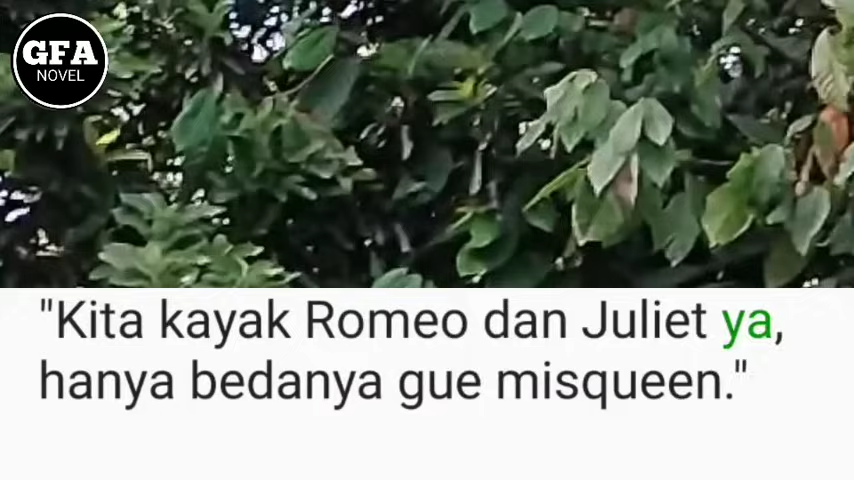 GFA
NOVEL
"Kita kayak Romeo dan Juliet ya,
hanya bedanya gue misqueen."